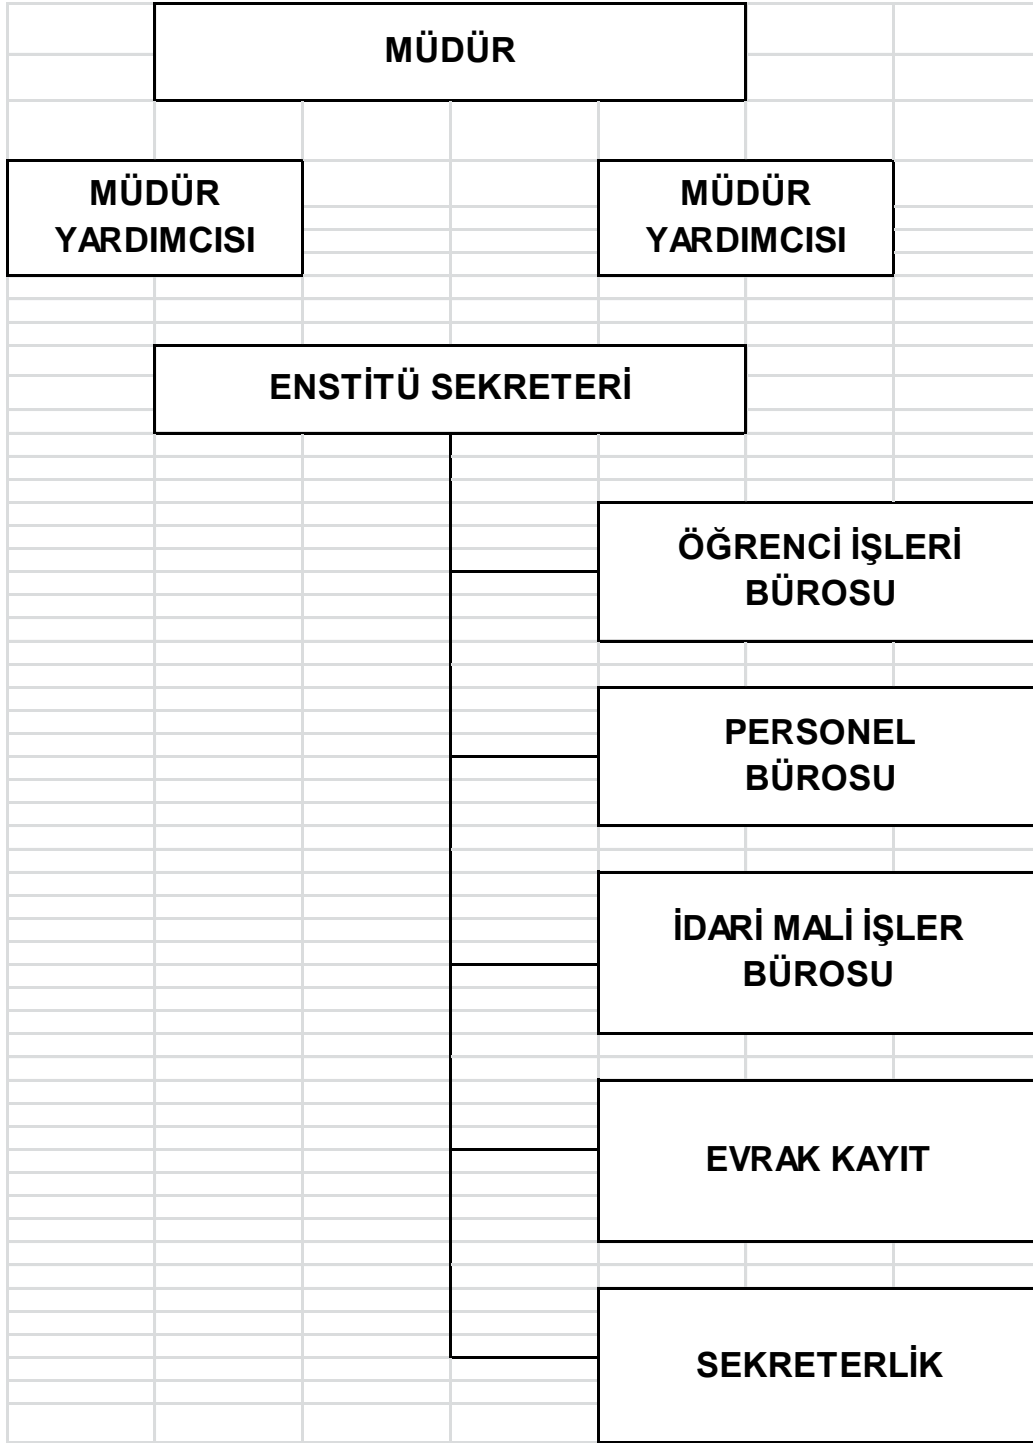 MÜDÜR
MÜDÜR
YARDIMCISI
MÜDÜR
YARDIMCISI
ENSTİTÜ SEKRETERİ
ÖĞRENCİ İŞLERİ
BÜROSU
PERSONEL
BÜROSU
İDARİ MALİ İŞLER
BÜROSU
EVRAK KAYIT
SEKRETERLİK